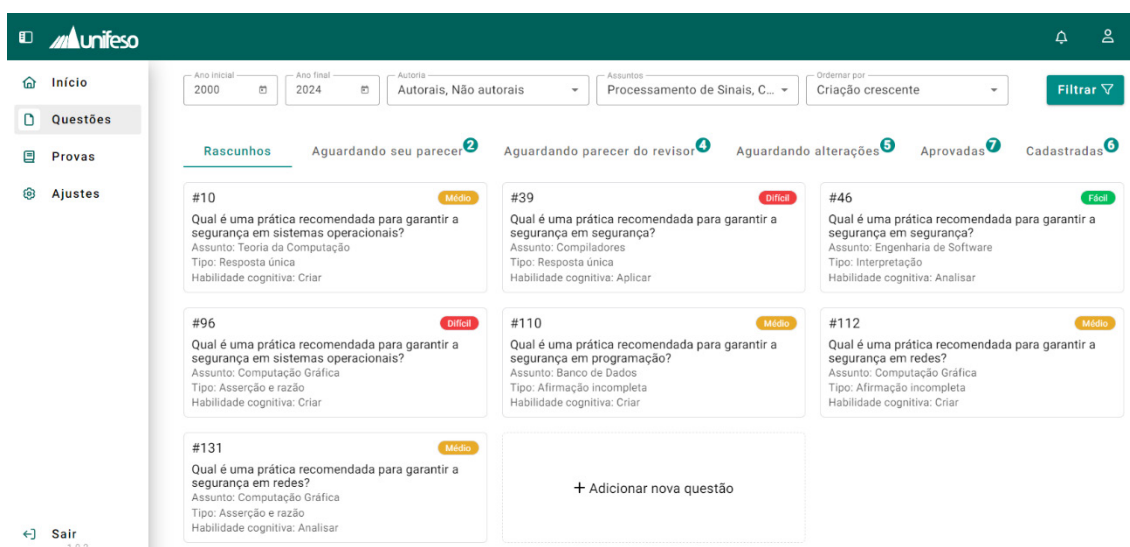 unifeso
Início
Questões
Provas
Ajustes
Sair
Ano inicial
2000
Ano final
2024
Autoria
Autorais, Não autorais
Assuntos
Processamento de Sinais, C...
Ordernar por
Criação crescente
Filtrar
Rascunhos
Aguardando seu parecer 2
Aguardando parecer do revisor 4
Aguardando alterações 5
Aprovadas 7
Cadastradas 6
#10
Médio
Qual é uma prática recomendada para garantir a
segurança em sistemas operacionais?
Assunto: Teoria da Computação
Tipo: Resposta única
Habilidade cognitiva: Criar
#39
Difícil
Qual é uma prática recomendada para garantir a
segurança em segurança?
Assunto: Compiladores
Tipo: Resposta única
Habilidade cognitiva: Aplicar
#46
Fácil
Qual é uma prática recomendada para garantir a
segurança em segurança?
Assunto: Engenharia de Software
Tipo: Interpretação
Habilidade cognitiva: Analisar
#96
Difícil
Qual é uma prática recomendada para garantir a
segurança em sistemas operacionais?
Assunto: Computação Gráfica
Tipo: Asserção e razão
Habilidade cognitiva: Criar
#110
Médio
Qual é uma prática recomendada para garantir a
segurança em programação?
Assunto: Banco de Dados
Tipo: Afirmação incompleta
Habilidade cognitiva: Criar
#112
Médio
Qual é uma prática recomendada para garantir a
segurança em redes?
Assunto: Computação Gráfica
Tipo: Afirmação incompleta
Habilidade cognitiva: Criar
#131
Médio
Qual é uma prática recomendada para garantir a
segurança em redes?
Assunto: Computação Gráfica
Tipo: Asserção e razão
Habilidade cognitiva: Analisar
+ Adicionar nova questão